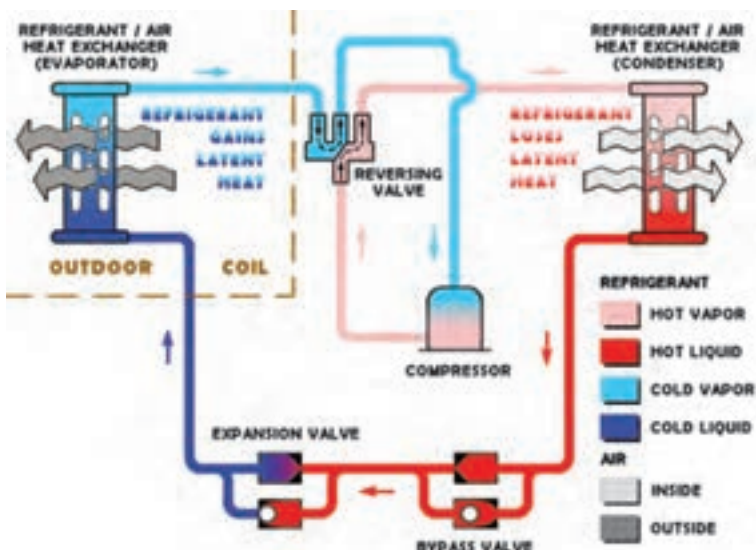 REFRIGERANT / AIR
HEAT EXCHANGER
(EVAPORATOR)
REFRIGERANT / AIR
HEAT EXCHANGER
(CONDENSER)
REFRIGERANT
GAINS
LATENT
HEAT
REVERSING
VALVE
REFRIGERANT
LOSES
LATENT
HEAT
OUTDOOR COIL
COMPRESSOR
EXPANSION VALVE
BYPASS VALVE
REFRIGERANT
HOT VAPOR
HOT LIQUID
COLD VAPOR
COLD LIQUID
AIR
INSIDE
OUTSIDE